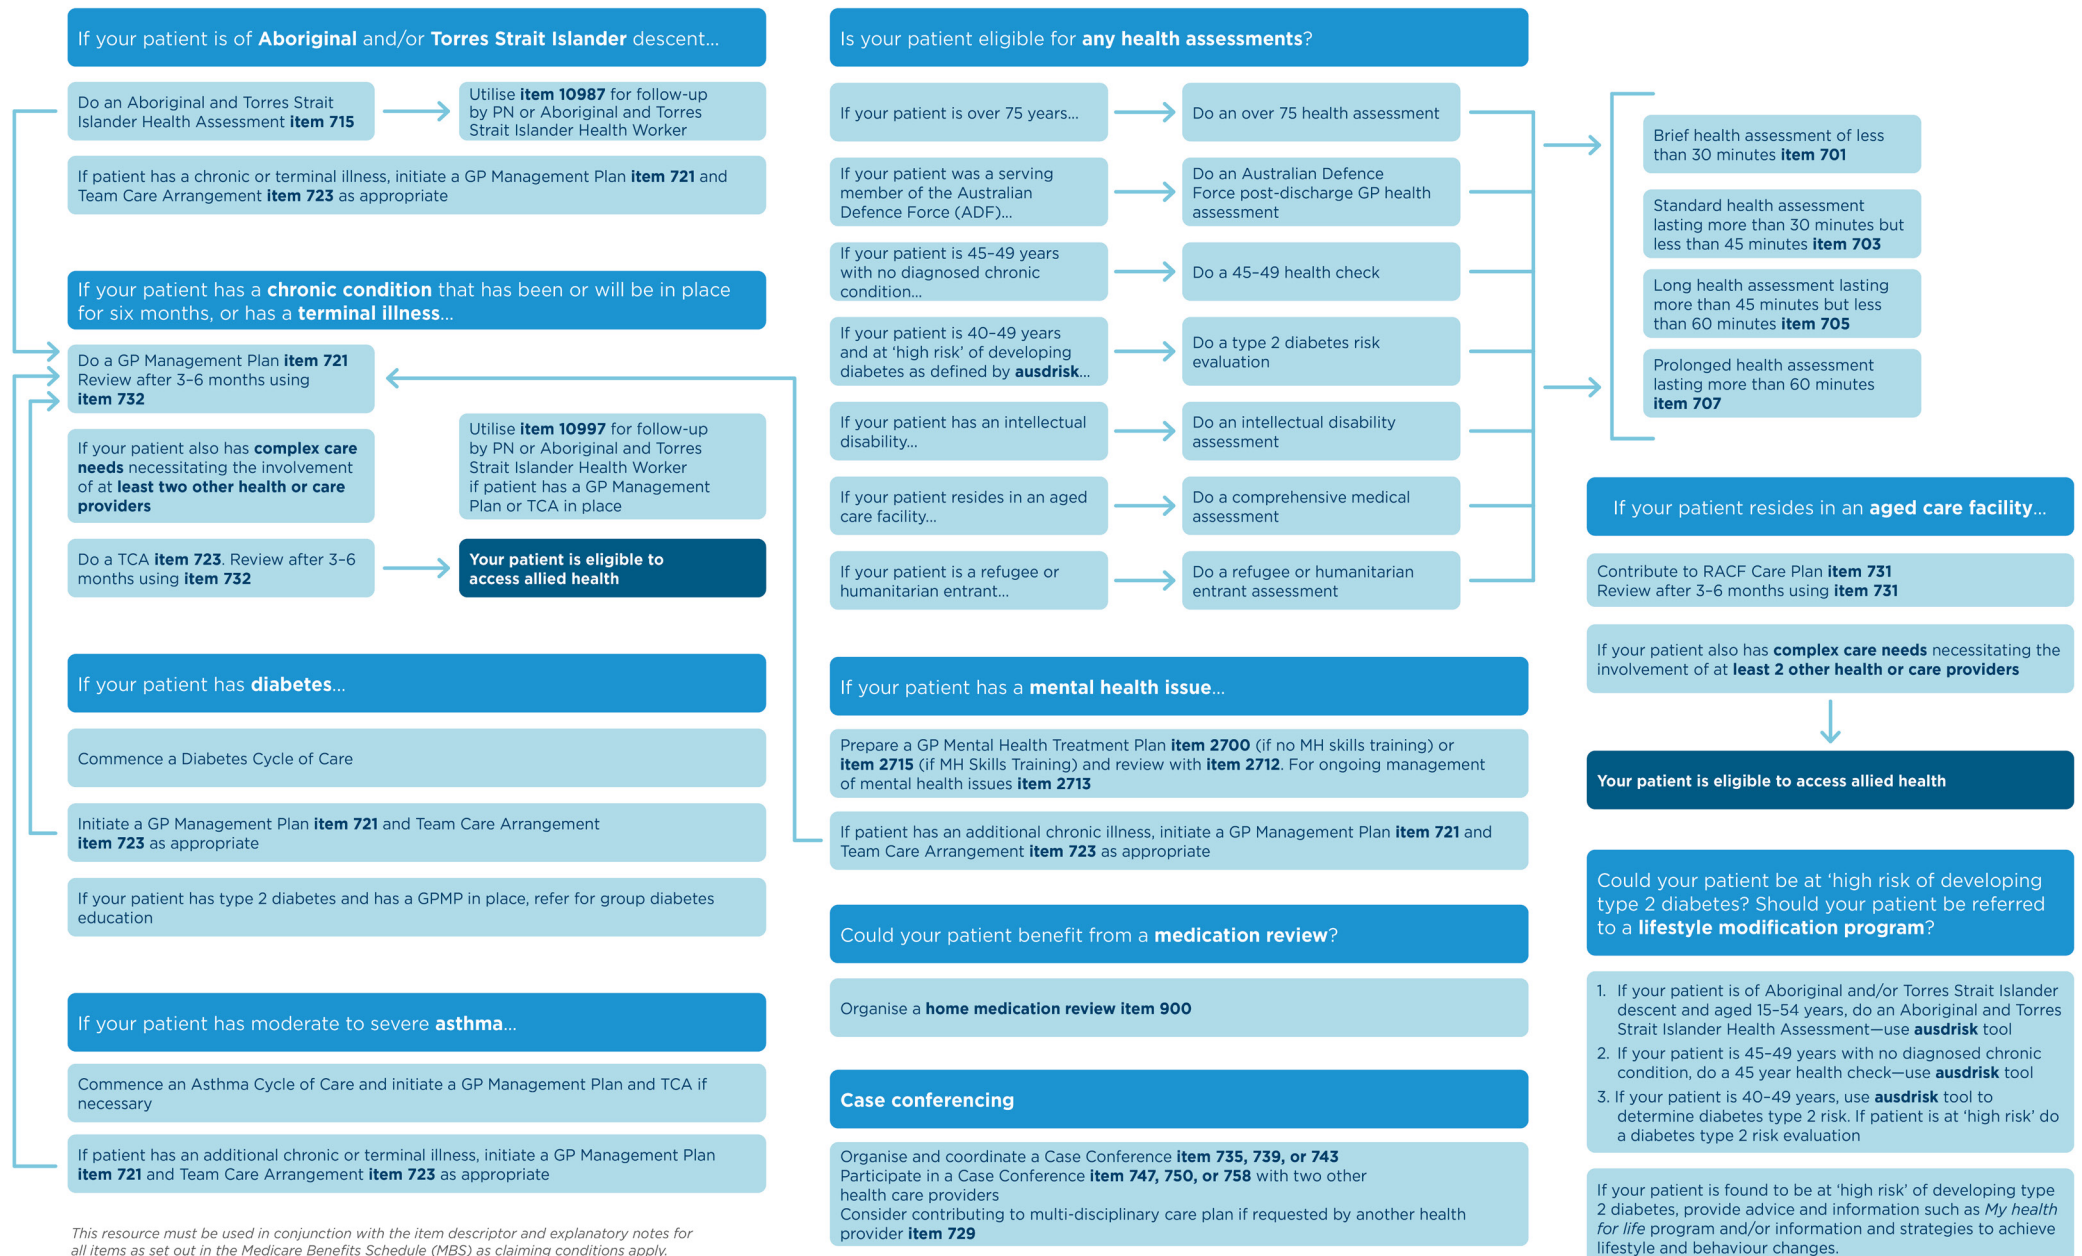 If your patient is of Aboriginal and/or Torres Strait Islander descent...
Do an Aboriginal and Torres Strait
Islander Health Assessment item 715
Utilise item 10987 for follow-up
by PN or Aboriginal and Torres
Strait Islander Health Worker
If patient has a chronic or terminal illness, initiate a GP Management Plan item 721 and
Team Care Arrangement item 723 as appropriate
If your patient has a chronic condition that has been or will be in place
for six months, or has a terminal illness...
Do a GP Management Plan item 721
Review after 3–6 months using
item 732
If your patient also has complex care
needs necessitating the involvement
of at least two other health or care
providers
Utilise item 10997 for follow-up
by PN or Aboriginal and Torres
Strait Islander Health Worker
if patient has a GP Management
Plan or TCA in place
Do a TCA item 723. Review after 3–6
months using item 732
Your patient is eligible to
access allied health
If your patient has diabetes...
Commence a Diabetes Cycle of Care
Initiate a GP Management Plan item 721 and Team Care Arrangement
item 723 as appropriate
If your patient has type 2 diabetes and has a GPMP in place, refer for group diabetes
education
If your patient has moderate to severe asthma...
Commence an Asthma Cycle of Care and initiate a GP Management Plan and TCA if
necessary
If patient has an additional chronic or terminal illness, initiate a GP Management Plan
item 721 and Team Care Arrangement item 723 as appropriate
This resource must be used in conjunction with the item descriptor and explanatory notes for
all items as set out in the Medicare Benefits Schedule (MBS) as claiming conditions apply.
Is your patient eligible for any health assessments?
If your patient is over 75 years...
Do an over 75 health assessment
If your patient was a serving
member of the Australian
Defence Force (ADF)...
Do an Australian Defence
Force post-discharge GP health
assessment
If your patient is 45–49 years
with no diagnosed chronic
condition...
Do a 45–49 health check
If your patient is 40–49 years
and at ‘high risk’ of developing
diabetes as defined by ausdrisk...
Do a type 2 diabetes risk
evaluation
If your patient has an intellectual
disability...
Do an intellectual disability
assessment
If your patient resides in an aged
care facility...
Do a comprehensive medical
assessment
If your patient is a refugee or
humanitarian entrant...
Do a refugee or humanitarian
entrant assessment
Brief health assessment of less
than 30 minutes item 701
Standard health assessment
lasting more than 30 minutes but
less than 45 minutes item 703
Long health assessment lasting
more than 45 minutes but less
than 60 minutes item 705
Prolonged health assessment
lasting more than 60 minutes
item 707
If your patient has a mental health issue...
Prepare a GP Mental Health Treatment Plan item 2700 (if no MH skills training) or
item 2715 (if MH Skills Training) and review with item 2712. For ongoing management
of mental health issues item 2713
If patient has an additional chronic illness, initiate a GP Management Plan item 721 and
Team Care Arrangement item 723 as appropriate
Could your patient benefit from a medication review?
Organise a home medication review item 900
Case conferencing
Organise and coordinate a Case Conference item 735, 739, or 743
Participate in a Case Conference item 747, 750, or 758 with two other
health care providers
Consider contributing to multi-disciplinary care plan if requested by another health
provider item 729
If your patient resides in an aged care facility...
Contribute to RACF Care Plan item 731
Review after 3–6 months using item 731
If your patient also has complex care needs necessitating the
involvement of at least 2 other health or care providers
Your patient is eligible to access allied health
Could your patient be at ‘high risk of developing
type 2 diabetes? Should your patient be referred
to a lifestyle modification program?
1. If your patient is of Aboriginal and/or Torres Strait Islander
descent and aged 15–54 years, do an Aboriginal and Torres
Strait Islander Health Assessment—use ausdrisk tool
2. If your patient is 45–49 years with no diagnosed chronic
condition, do a 45 year health check—use ausdrisk tool
3. If your patient is 40–49 years, use ausdrisk tool to
determine diabetes type 2 risk. If patient is at ‘high risk’ do
a diabetes type 2 risk evaluation
If your patient is found to be at ‘high risk’ of developing type
2 diabetes, provide advice and information such as My health
for life program and/or information and strategies to achieve
lifestyle and behaviour changes.